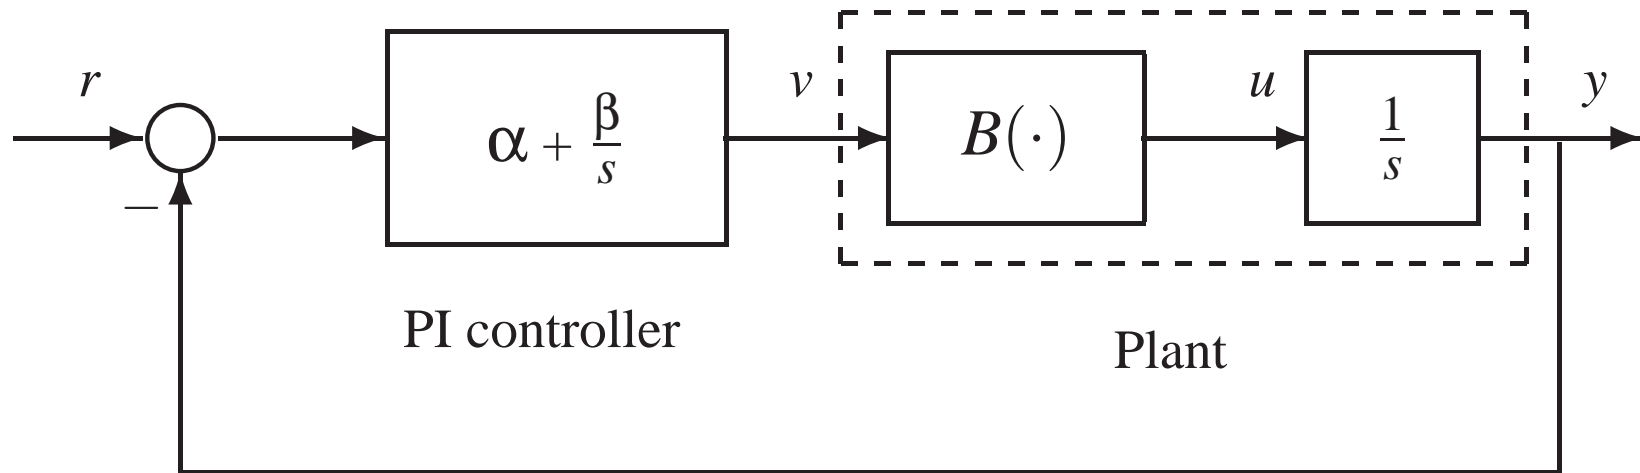 r
α + β/s
v
B(·)
u
1/s
y
−
PI controller
Plant